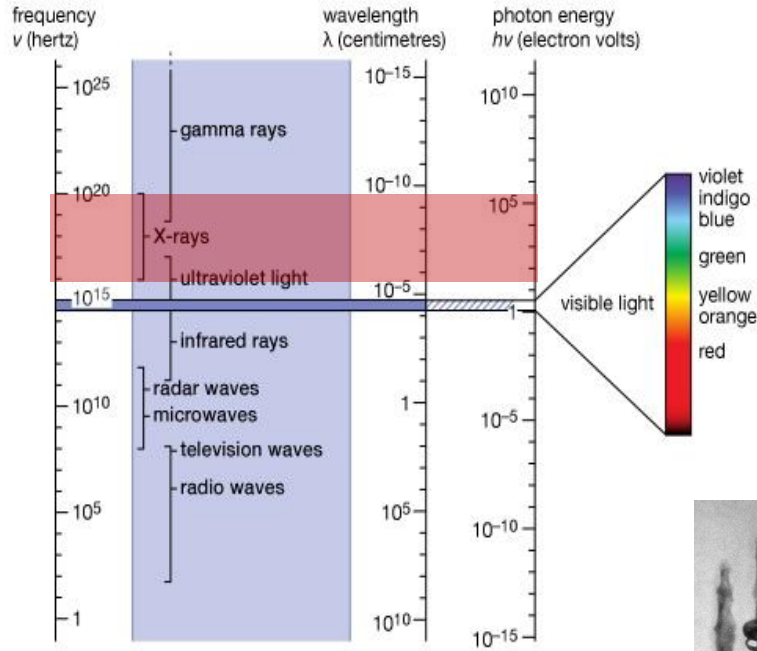 frequency
ν (hertz)
wavelength
λ (centimetres)
photon energy
hν (electron volts)
10²⁵
10²⁰
10¹⁵
10¹⁰
10⁵
1
gamma rays
X-rays
ultraviolet light
infrared rays
radar waves
microwaves
television waves
radio waves
10⁻¹⁵
10⁻¹⁰
10⁻⁵
1
10⁵
10¹⁰
10¹⁰
10⁵
1
10⁻⁵
10⁻¹⁰
10⁻¹⁵
visible light
violet
indigo
blue
green
yellow
orange
red